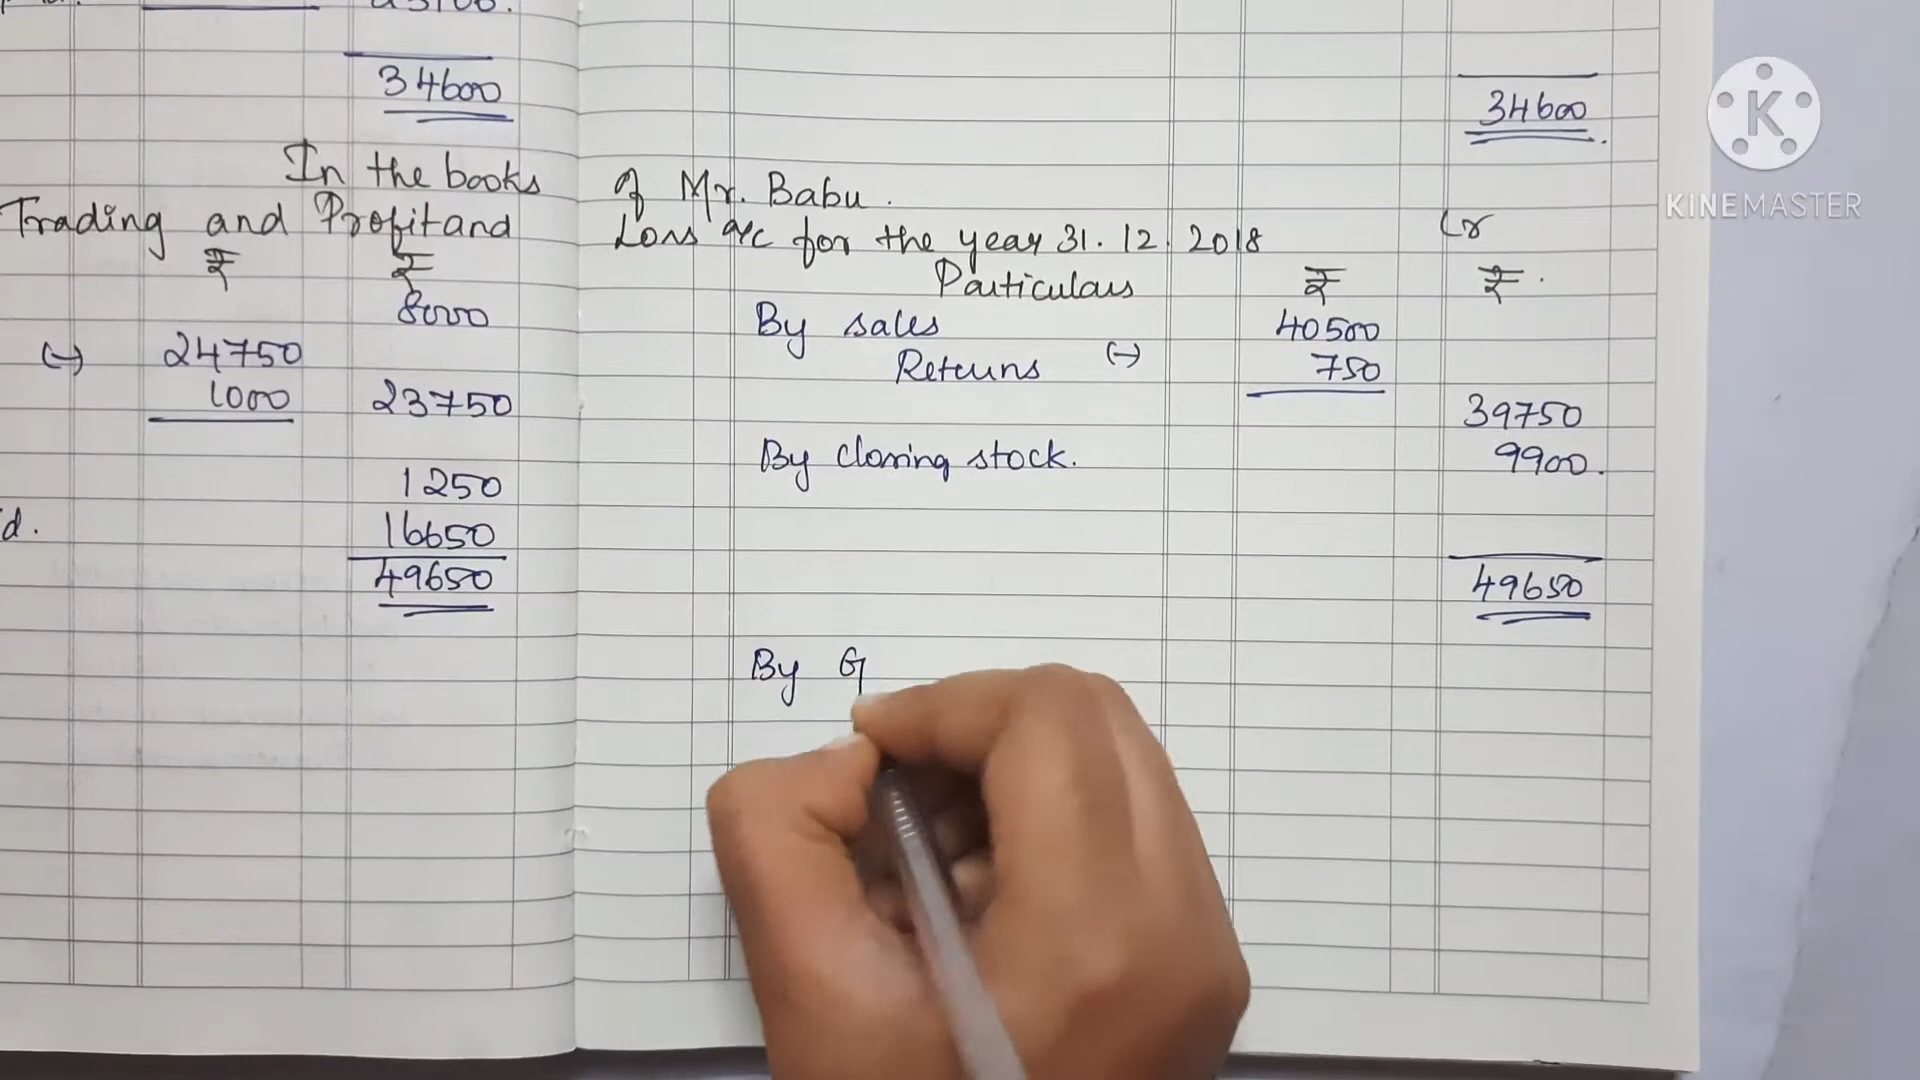 34600
34600.
In the books of Mr. Babu.
Trading and Profit and Loss a/c for the year 31.12.2018 Cr
₹ ₹ Particulars ₹ ₹.
8000 By sales 40500
(-) 24750 Returns (-) 750
1000 23750 39750
By closing stock. 9900.
1250
d. 16650
49650 49650
By G
K
KINEMASTER